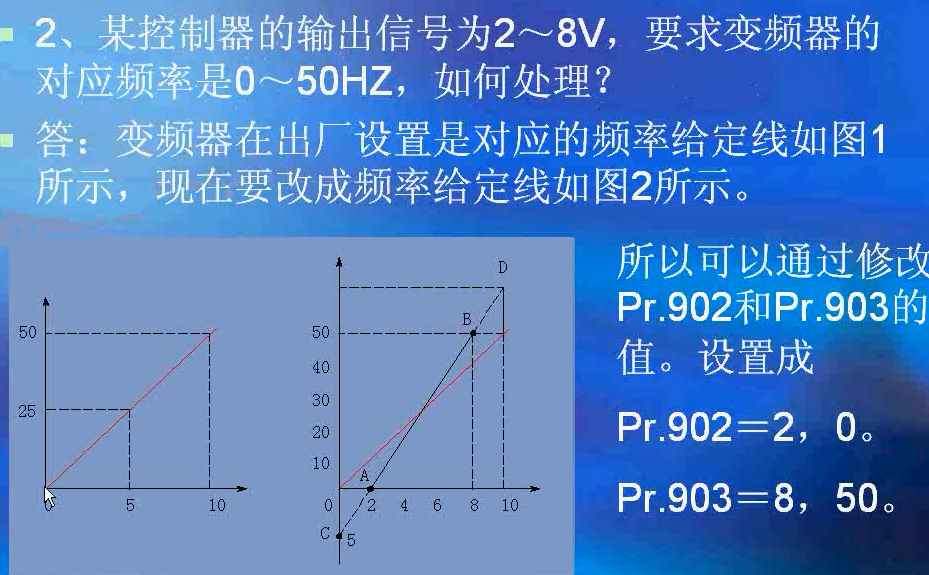 2、某控制器的输出信号为2～8V，要求变频器的
对应频率是0～50HZ，如何处理？
答：变频器在出厂设置是对应的频率给定线如图1
所示，现在要改成频率给定线如图2所示。
所以可以通过修改
Pr.902和Pr.903的
值。设置成
Pr.902＝2，0。
Pr.903＝8，50。
50
25
0 5 10
D
B
50
40
30
20
10
A
0 2 4 6 8 10
C 5